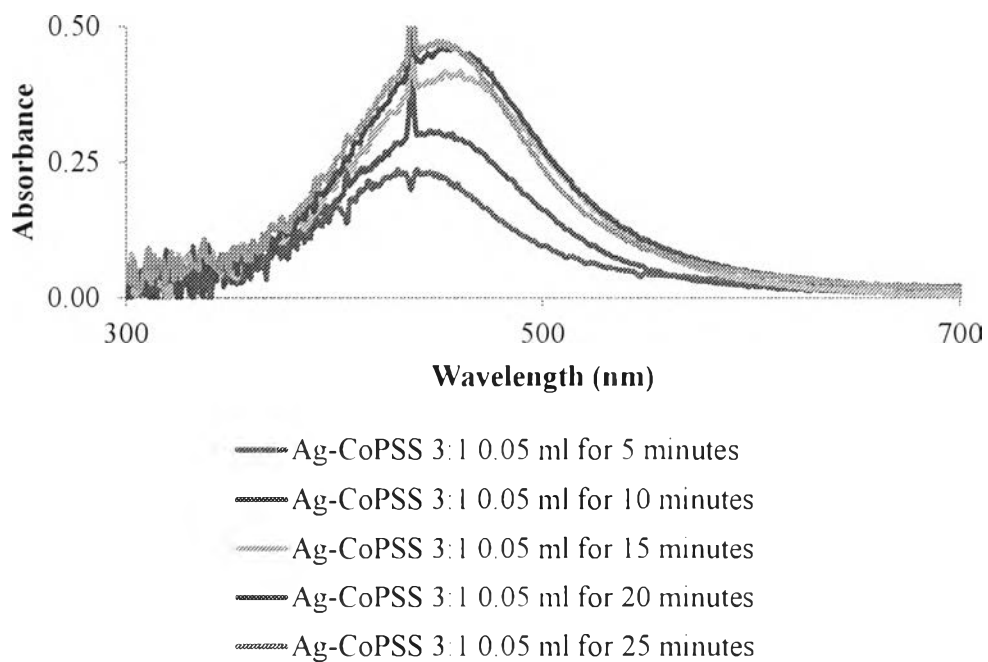 0.50
0.25
0.00
Absorbance
300 500 700
Wavelength (nm)
Ag-CoPSS 3:1 0.05 ml for 5 minutes
Ag-CoPSS 3:1 0.05 ml for 10 minutes
Ag-CoPSS 3:1 0.05 ml for 15 minutes
Ag-CoPSS 3:1 0.05 ml for 20 minutes
Ag-CoPSS 3:1 0.05 ml for 25 minutes